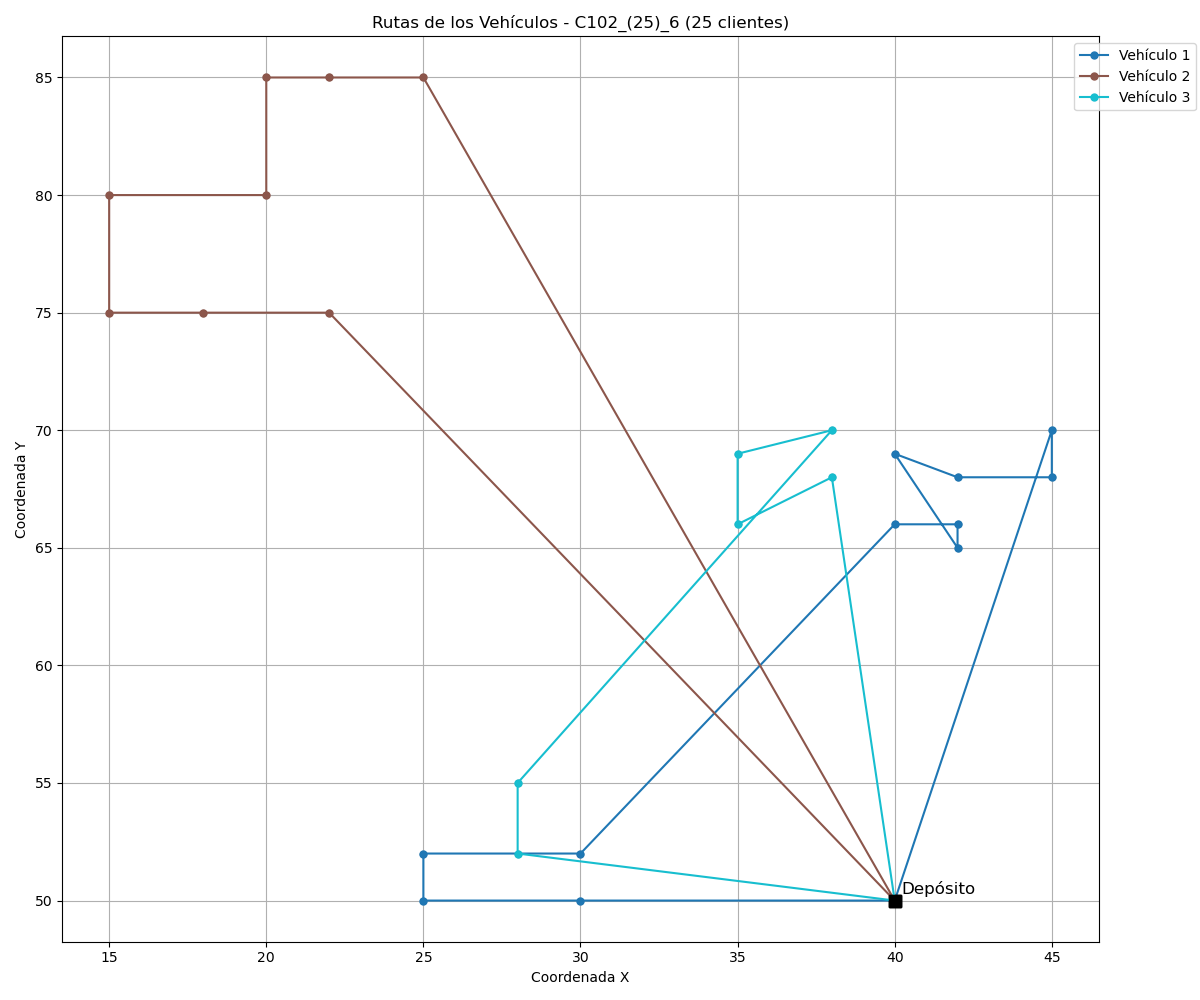 Rutas de los Vehículos - C102_(25)_6 (25 clientes)
Vehículo 1
Vehículo 2
Vehículo 3
Coordenada Y
85
80
75
70
65
60
55
50
Depósito
15 20 25 30 35 40 45
Coordenada X